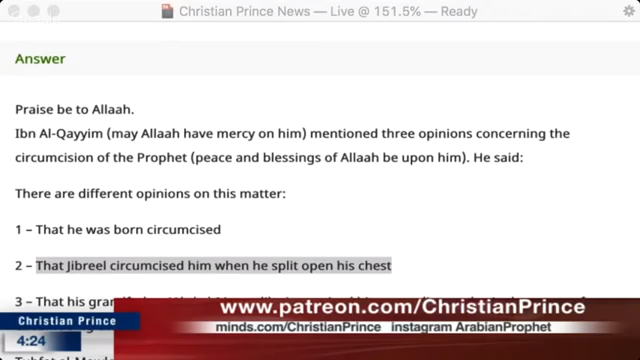 Christian Prince News — Live @ 151.5% — Ready
Answer
Praise be to Allaah.
Ibn Al-Qayyim (may Allaah have mercy on him) mentioned three opinions concerning the
circumcision of the Prophet (peace and blessings of Allaah be upon him). He said:
There are different opinions on this matter:
1 – That he was born circumcised
2 – That Jibreel circumcised him when he split open his chest
3 – That his
www.patreon.com/ChristianPrince
Christian Prince
minds.com/ChristianPrince instagram ArabianProphet
4:24